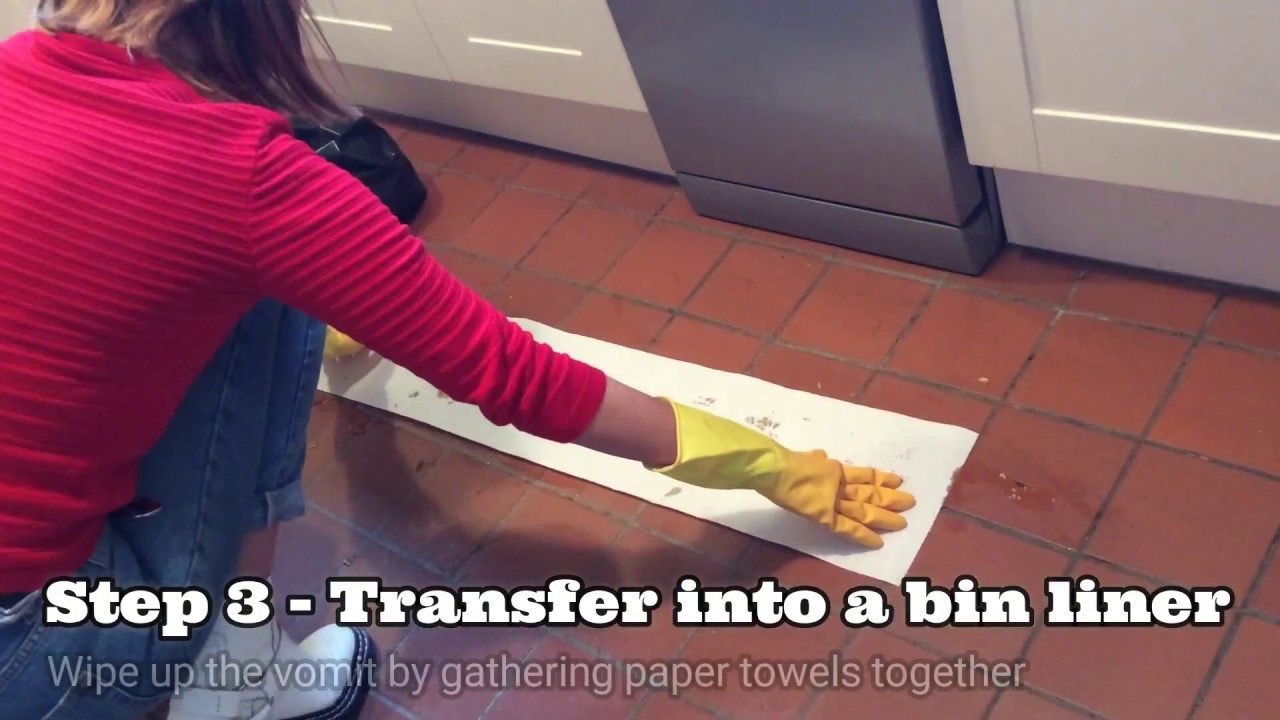 Step 3 - Transfer into a bin liner
Wipe up the vomit by gathering paper towels together